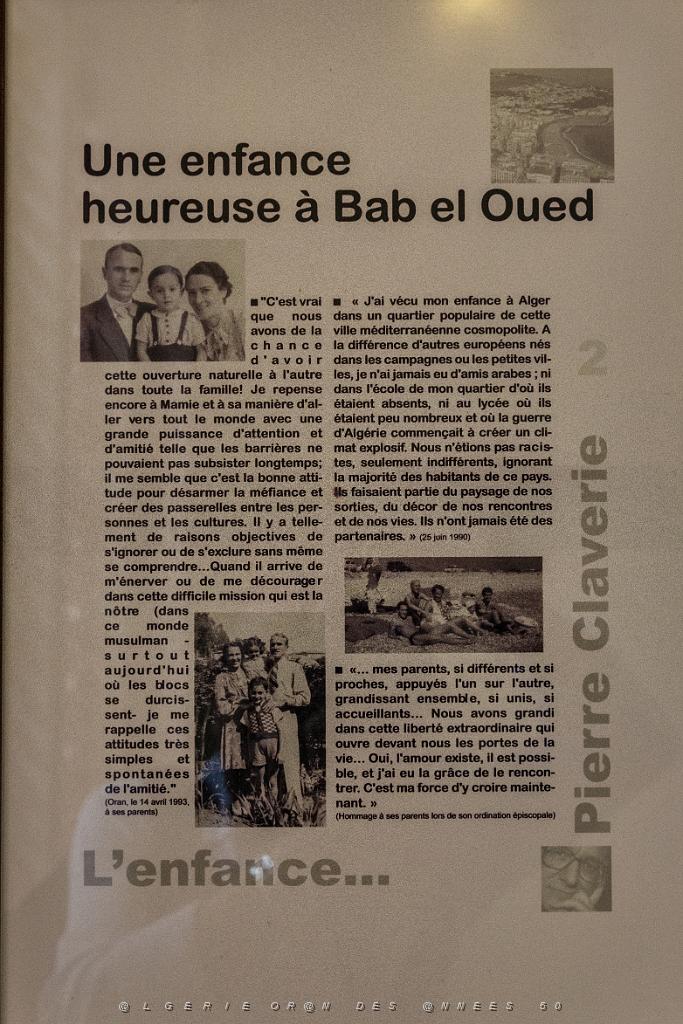 Une enfance
heureuse à Bab el Oued
■ "C'est vrai
que nous
avons de la
chance
d'avoir
cette ouverture naturelle à l'autre
dans toute la famille! Je repense
encore à Mamie et à sa manière d'al-
ler vers tout le monde avec une
grande puissance d'attention et
d'amitié telle que les barrières ne
pouvaient pas subsister longtemps;
il me semble que c'est la bonne atti-
tude pour désarmer la méfiance et
créer des passerelles entre les per-
sonnes et les cultures. Il y a telle-
ment de raisons objectives de
s'ignorer ou de s'exclure sans même
se comprendre...Quand il arrive de
m'énerver ou de me décourager
dans cette difficile mission qui est la
nôtre (dans
ce monde
musulman -
surtout
aujourd'hui
où les blocs
se durcis-
sent- je me
rappelle ces
attitudes très
simples et
spontanées
de l'amitié."
(Oran, le 14 avril 1993,
à ses parents)
■ « J'ai vécu mon enfance à Alger
dans un quartier populaire de cette
ville méditerranéenne cosmopolite. A
la différence d'autres européens nés
dans les campagnes ou les petites vil-
les, je n'ai jamais eu d'amis arabes ; ni
dans l'école de mon quartier d'où ils
étaient absents, ni au lycée où ils
étaient peu nombreux et où la guerre
d'Algérie commençait à créer un cli-
mat explosif. Nous n'étions pas racis-
tes, seulement indifférents, ignorant
la majorité des habitants de ce pays.
Ils faisaient partie du paysage de nos
sorties, du décor de nos rencontres
et de nos vies. Ils n'ont jamais été des
partenaires. » (25 juin 1990)
■ «... mes parents, si différents et si
proches, appuyés l'un sur l'autre,
grandissant ensemble, si unis, si
accueillants... Nous avons grandi
dans cette liberté extraordinaire qui
ouvre devant nous les portes de la
vie... Oui, l'amour existe, il est possi-
ble, et j'ai eu la grâce de le rencon-
trer. C'est ma force d'y croire mainte-
nant. »
(Hommage à ses parents lors de son ordination épiscopale)
Pierre Claverie 2
L'enfance...
@LGERIE OR@N DES @NNEES 50